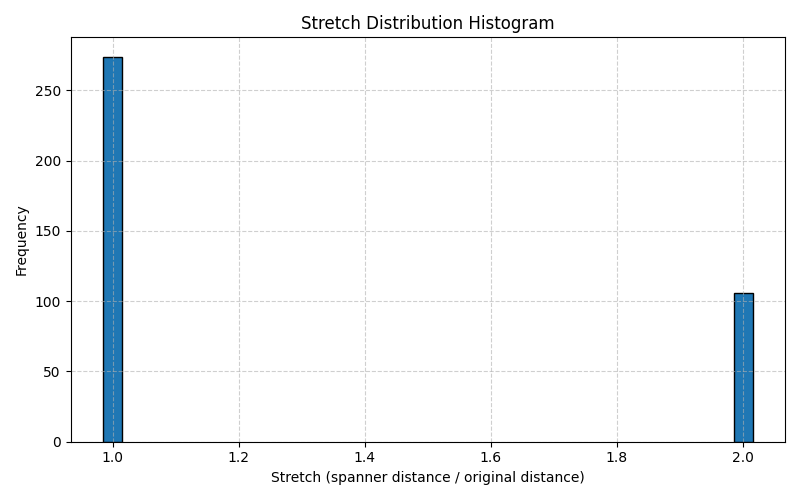 Stretch Distribution Histogram
Frequency
250
200
150
100
50
0
1.0 1.2 1.4 1.6 1.8 2.0
Stretch (spanner distance / original distance)